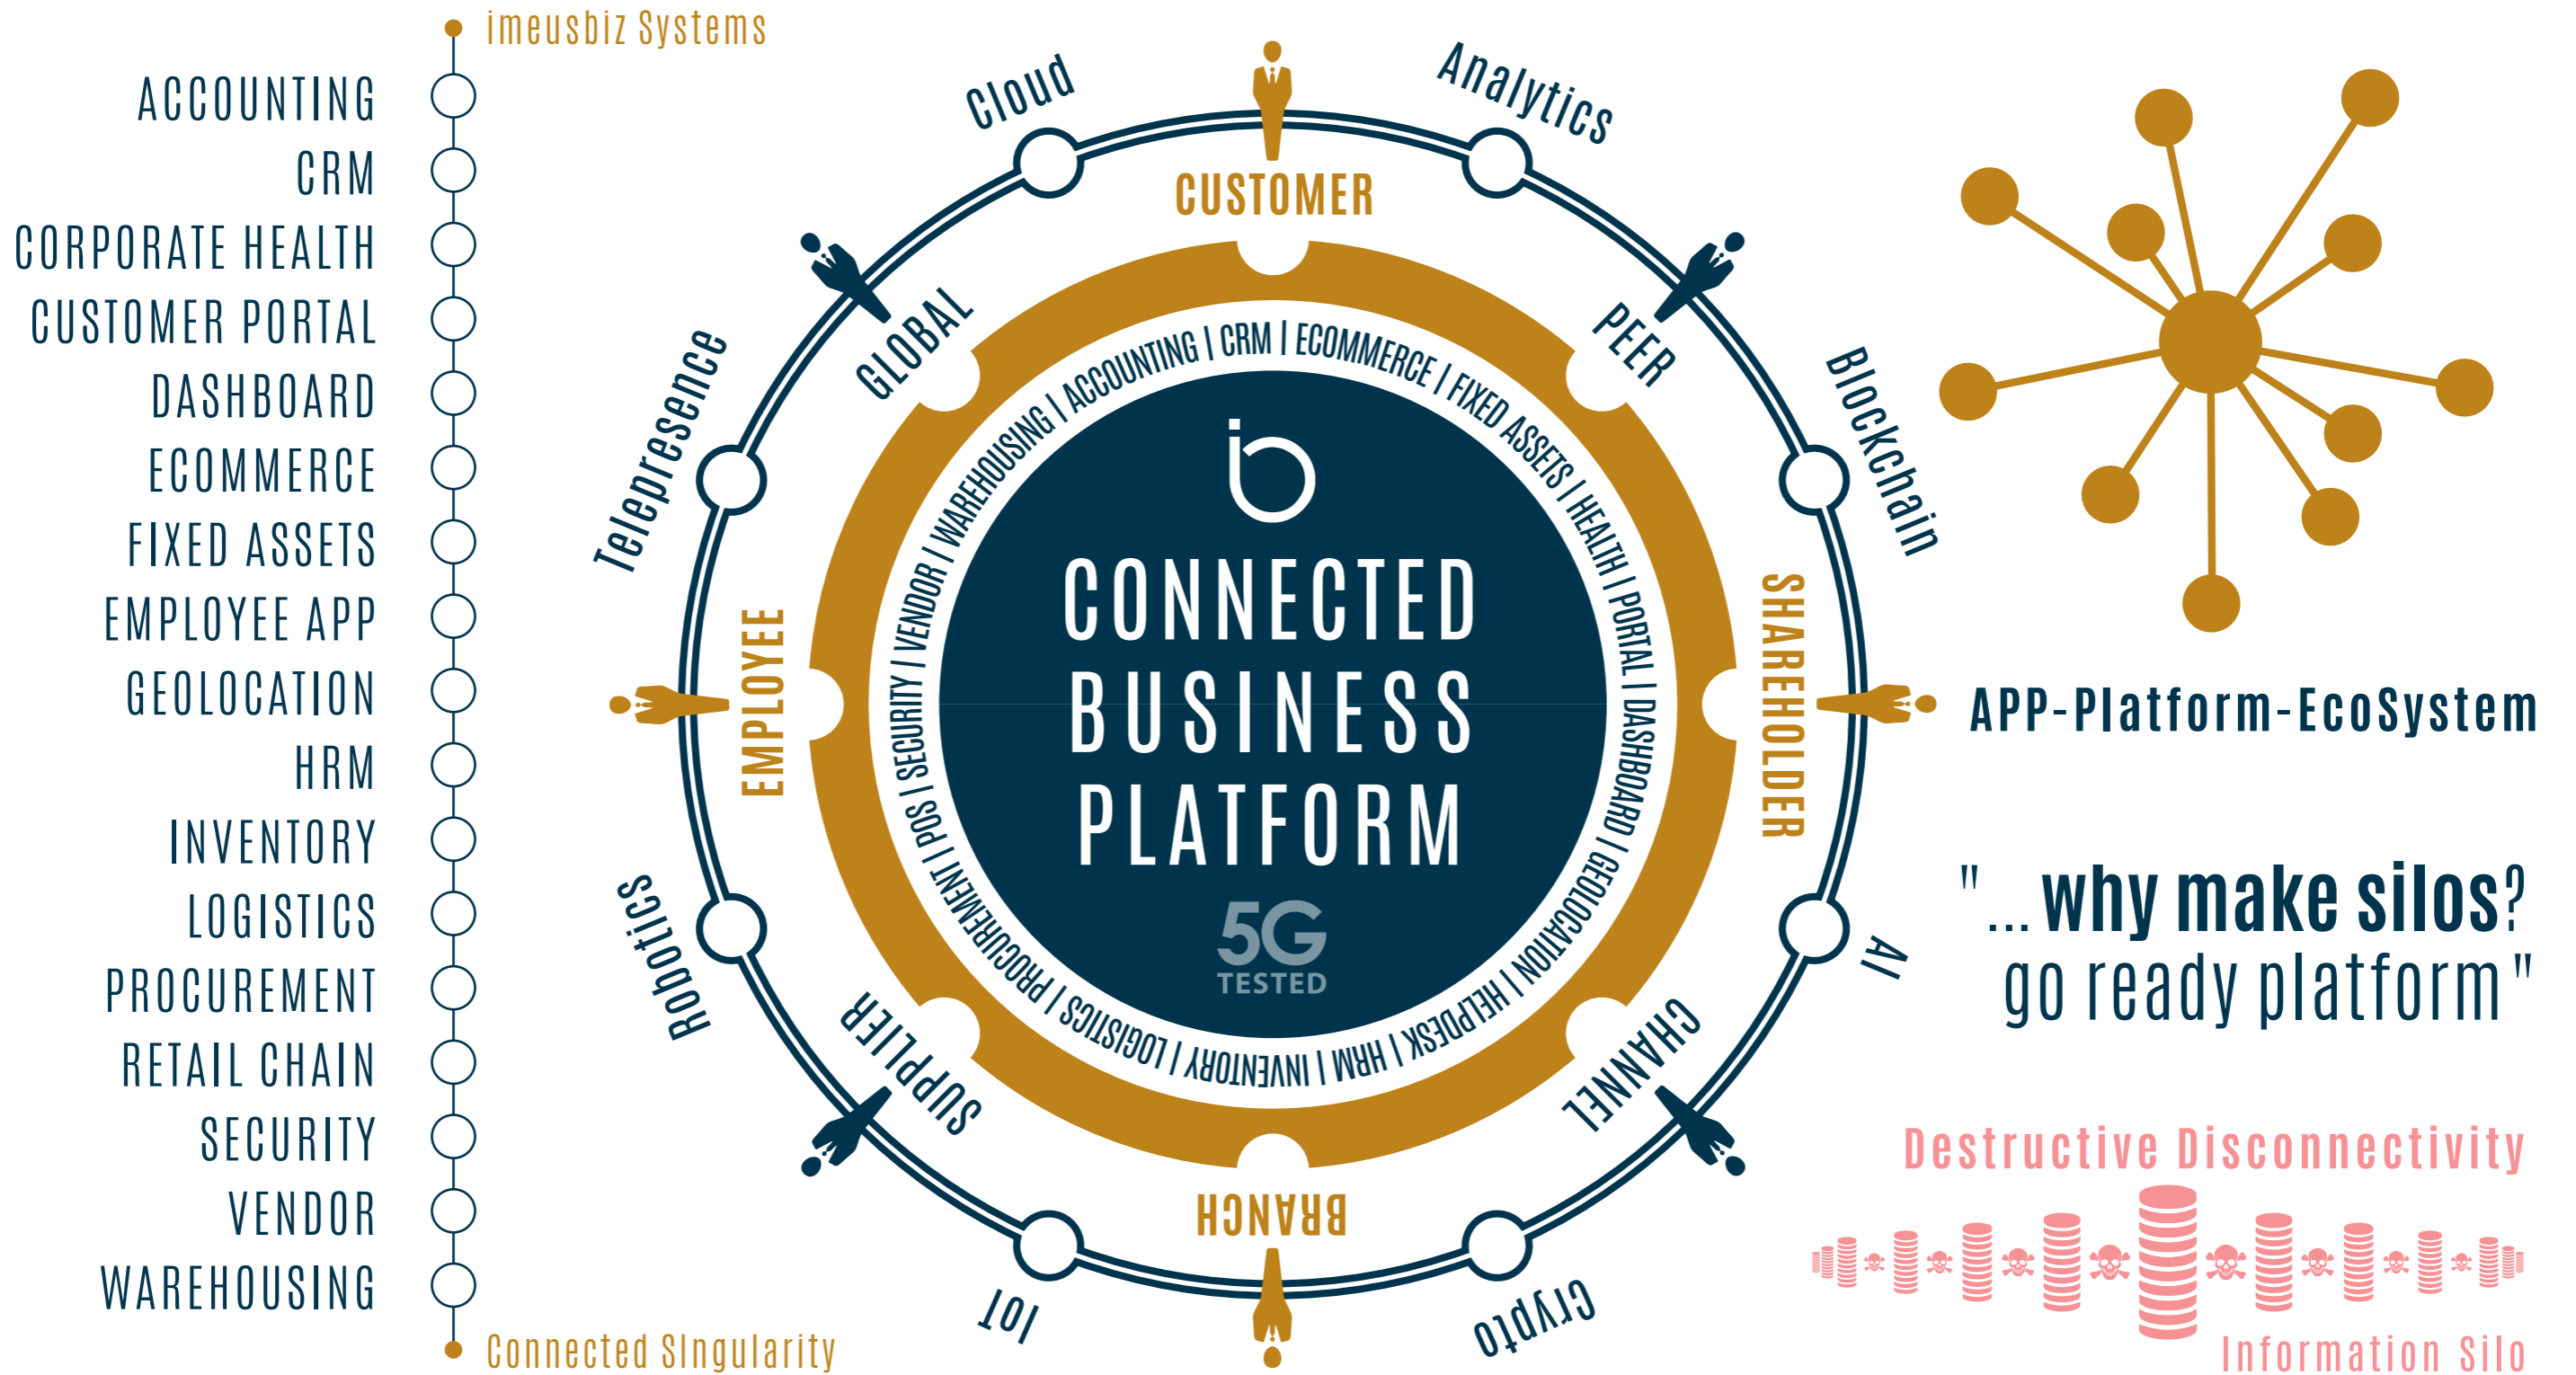 imeusbiz Systems
ACCOUNTING
CRM
CORPORATE HEALTH
CUSTOMER PORTAL
DASHBOARD
ECOMMERCE
FIXED ASSETS
EMPLOYEE APP
GEOLOCATION
HRM
INVENTORY
LOGISTICS
PROCUREMENT
RETAIL CHAIN
SECURITY
VENDOR
WAREHOUSING
Connected SIngularity
Cloud
Analytics
Blockchain
AI
Crypto
IoT
Robotics
Telepresence
CUSTOMER
PEER
SHAREHOLDER
CHANNEL
BRANCH
SUPPLIER
EMPLOYEE
GLOBAL
ACCOUNTING | CRM | ECOMMERCE | FIXED ASSETS | HEALTH | PORTAL | DASHBOARD | GEOLOCATION | HELPDESK | HRM | INVENTORY | LOGISTICS | PROCUREMENT | POS | SECURITY | VENDOR | WAREHOUSING |
ib
CONNECTED
BUSINESS
PLATFORM
5G
TESTED
APP-Platform-EcoSystem
"...why make silos?
go ready platform"
Destructive Disconnectivity
Information Silo